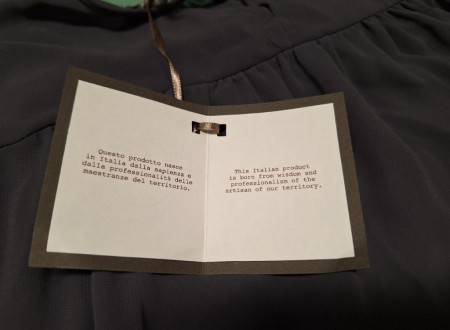 Questo prodotto nasce
in Italia dalla sapienza e
dalla professionalità delle
maestranze del territorio.
This Italian product
is born from wisdom and
professionalism of the
artisan of our territory.